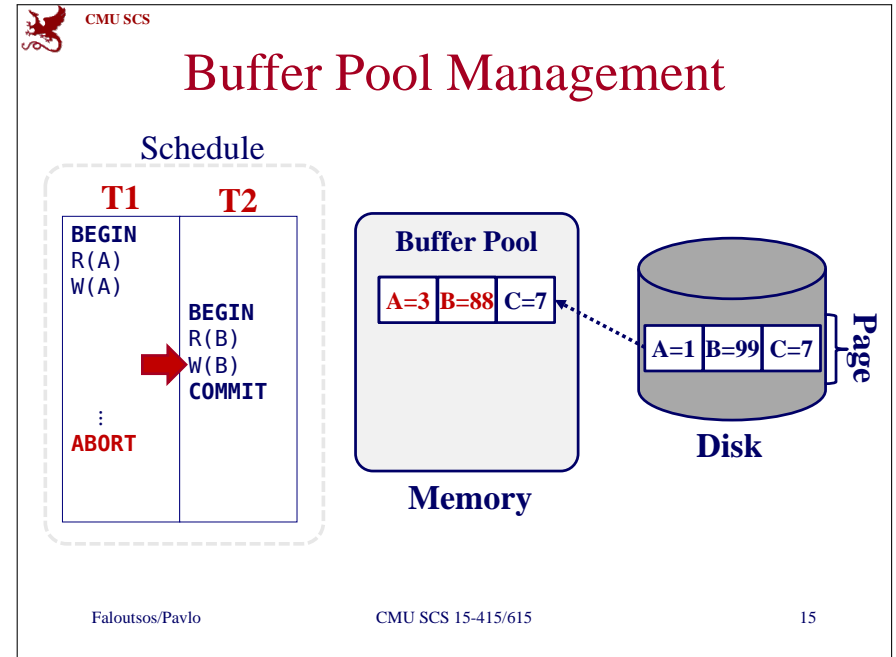 CMU SCS
Buffer Pool Management
Schedule
T1
T2
BEGIN
R(A)
W(A)
⋮
ABORT
BEGIN
R(B)
W(B)
COMMIT
Buffer Pool
A=3 B=88 C=7
Memory
A=1 B=99 C=7
Page
Disk
Faloutsos/Pavlo CMU SCS 15-415/615 15